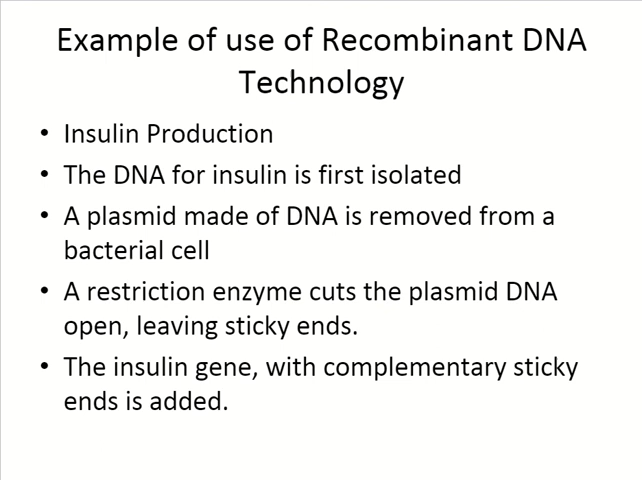 Example of use of Recombinant DNA
Technology
• Insulin Production
• The DNA for insulin is first isolated
• A plasmid made of DNA is removed from a
bacterial cell
• A restriction enzyme cuts the plasmid DNA
open, leaving sticky ends.
• The insulin gene, with complementary sticky
ends is added.